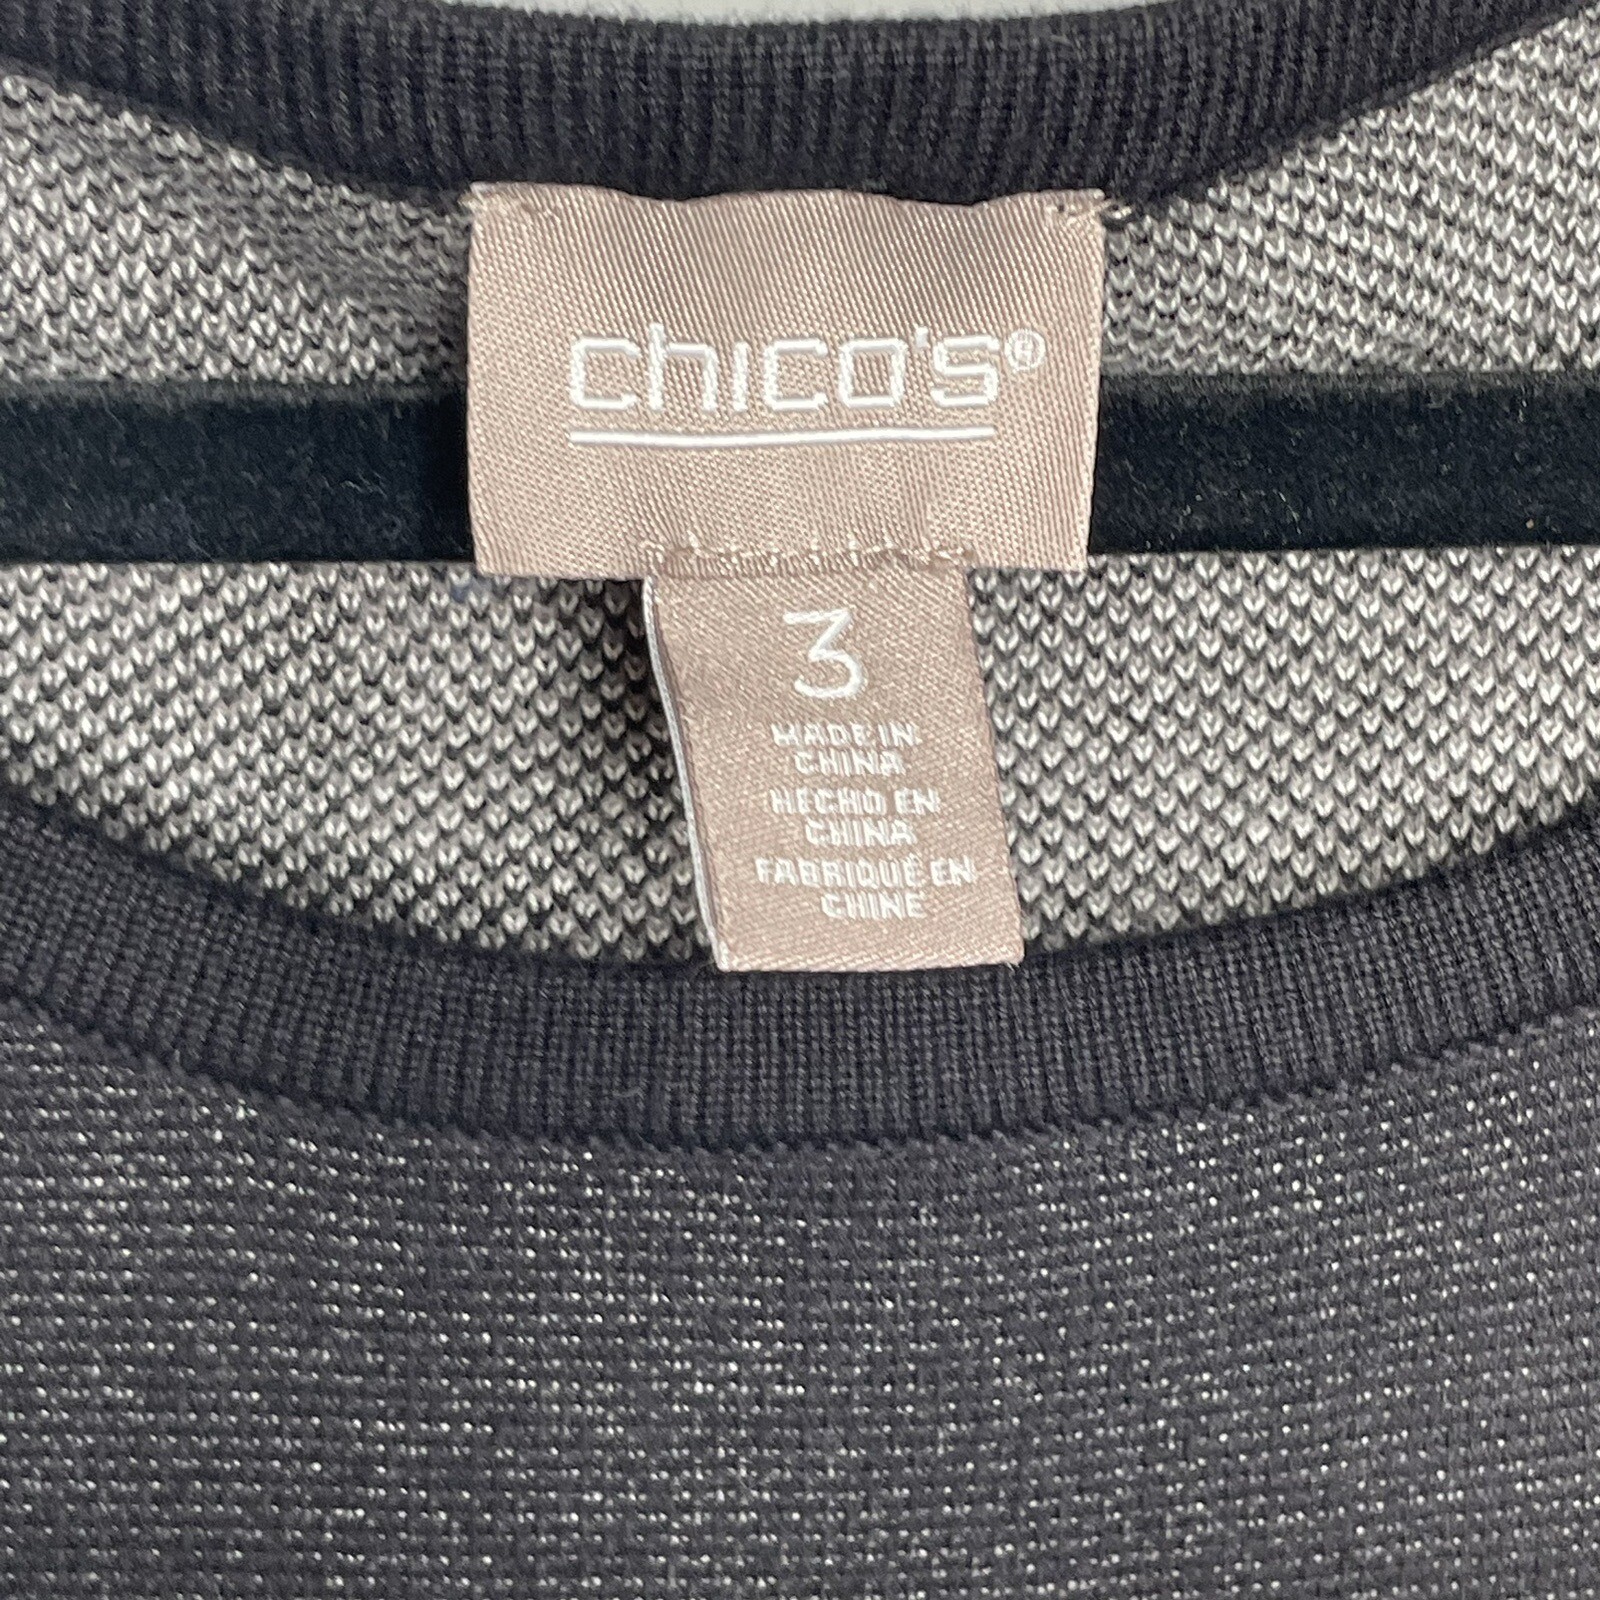 chico's®
3
MADE IN
CHINA
HECHO EN
CHINA
FABRIQUÉ EN
CHINE